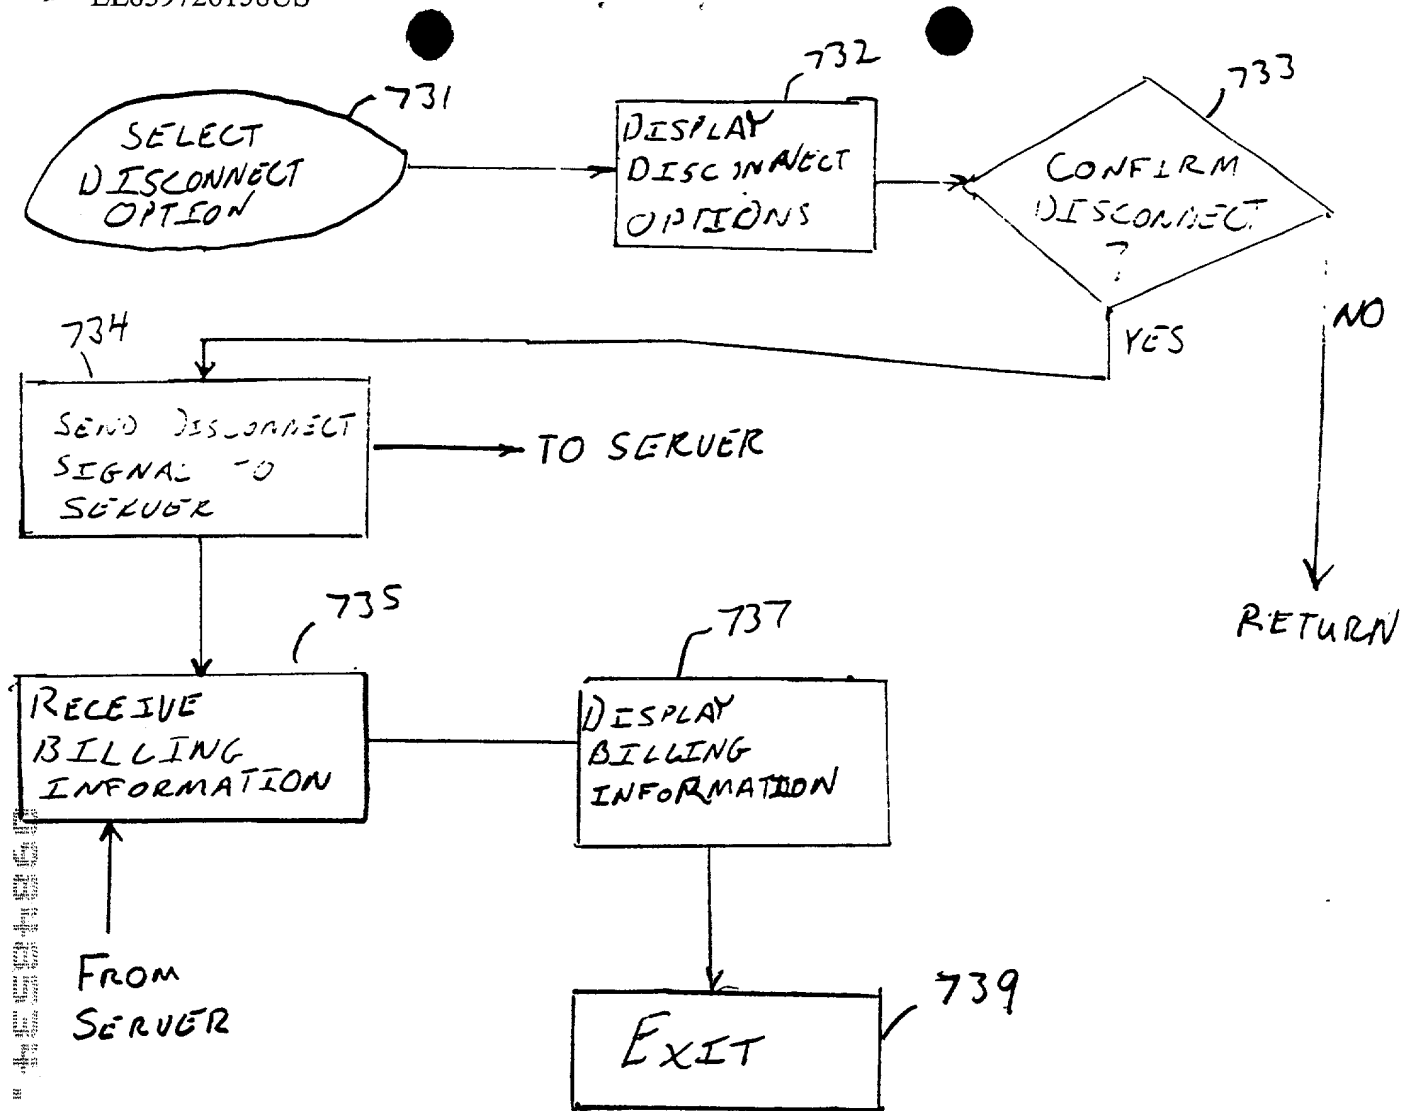 731
SELECT
DISCONNECT
OPTION
732
DISPLAY
DISCONNECT
OPTIONS
733
CONFIRM
DISCONNECT
?
YES
NO
RETURN
734
SEND DISCONNECT
SIGNAL TO
SERVER
TO SERVER
735
RECEIVE
BILLING
INFORMATION
FROM
SERVER
737
DISPLAY
BILLING
INFORMATION
739
EXIT